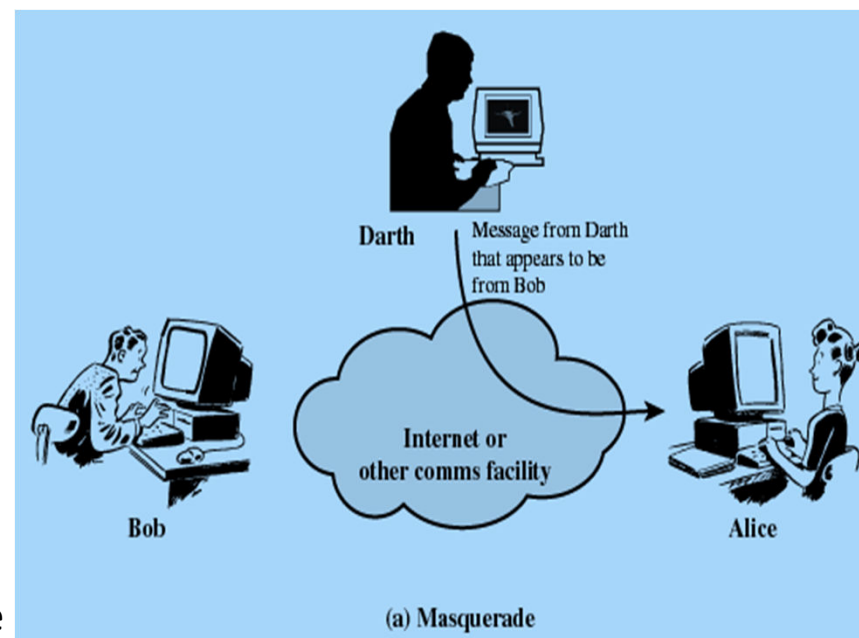 Darth
Message from Darth
that appears to be
from Bob
Internet or
other comms facility
Bob
Alice
e
(a) Masquerade